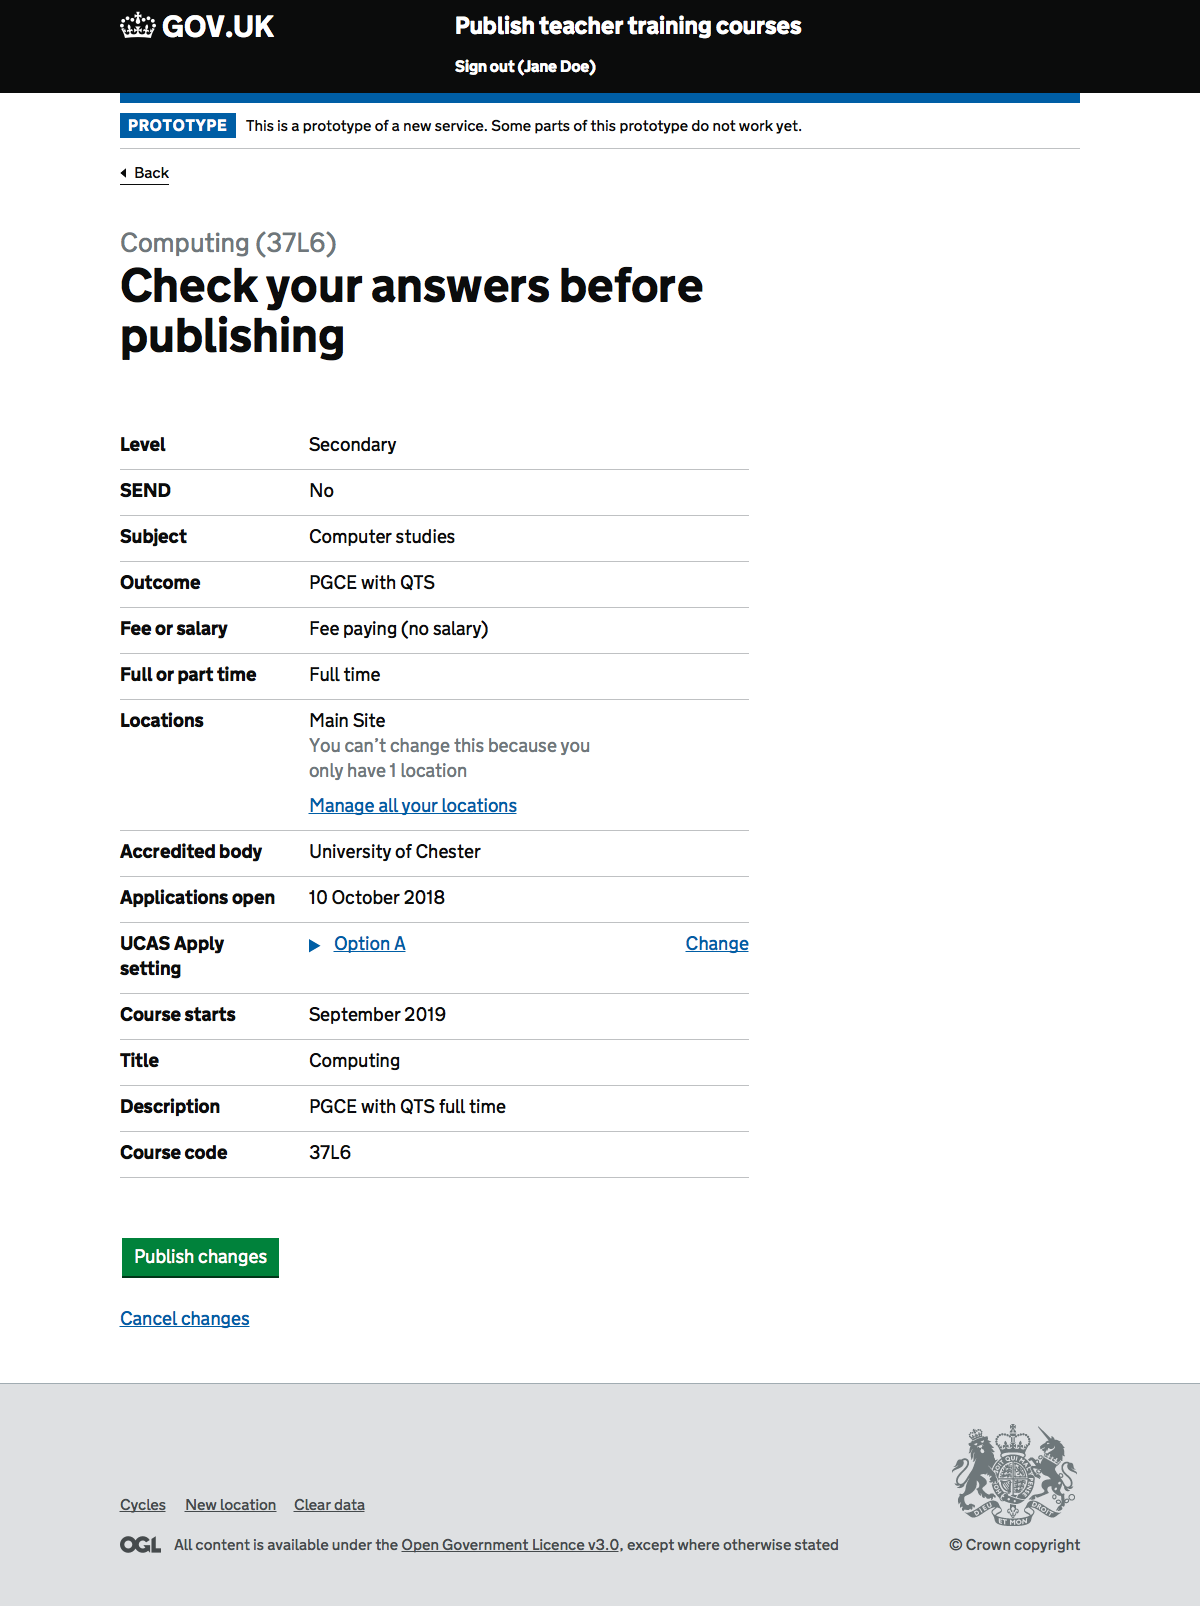 GOV.UK
Publish teacher training courses
Sign out (Jane Doe)
PROTOTYPE This is a prototype of a new service. Some parts of this prototype do not work yet.
Back
Computing (37L6)
Check your answers before
publishing
Level Secondary
SEND No
Subject Computer studies
Outcome PGCE with QTS
Fee or salary Fee paying (no salary)
Full or part time Full time
Locations Main Site
You can’t change this because you
only have 1 location
Manage all your locations
Accredited body University of Chester
Applications open 10 October 2018
UCAS Apply Option A Change
setting
Course starts September 2019
Title Computing
Description PGCE with QTS full time
Course code 37L6
Publish changes
Cancel changes
Cycles New location Clear data
OGL All content is available under the Open Government Licence v3.0, except where otherwise stated
© Crown copyright
DIEU ET MON DROIT